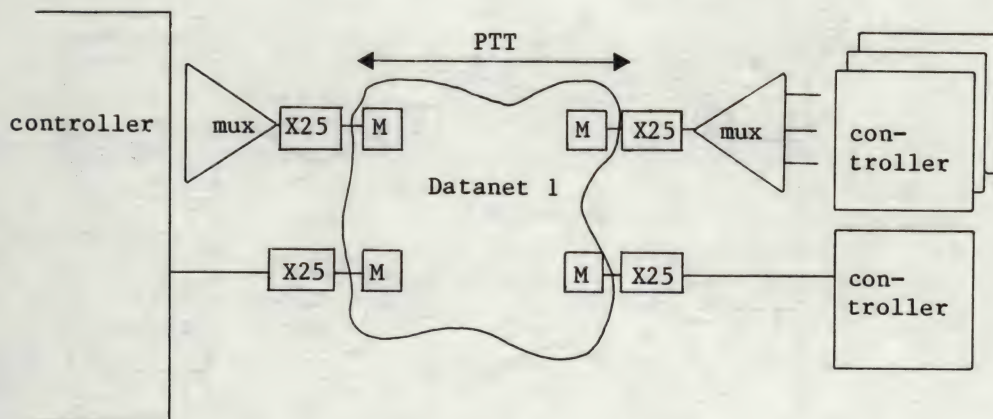 PTT
controller
mux
X25
M
M
X25
mux
con-
troller
Datanet 1
X25
M
M
X25
con-
troller